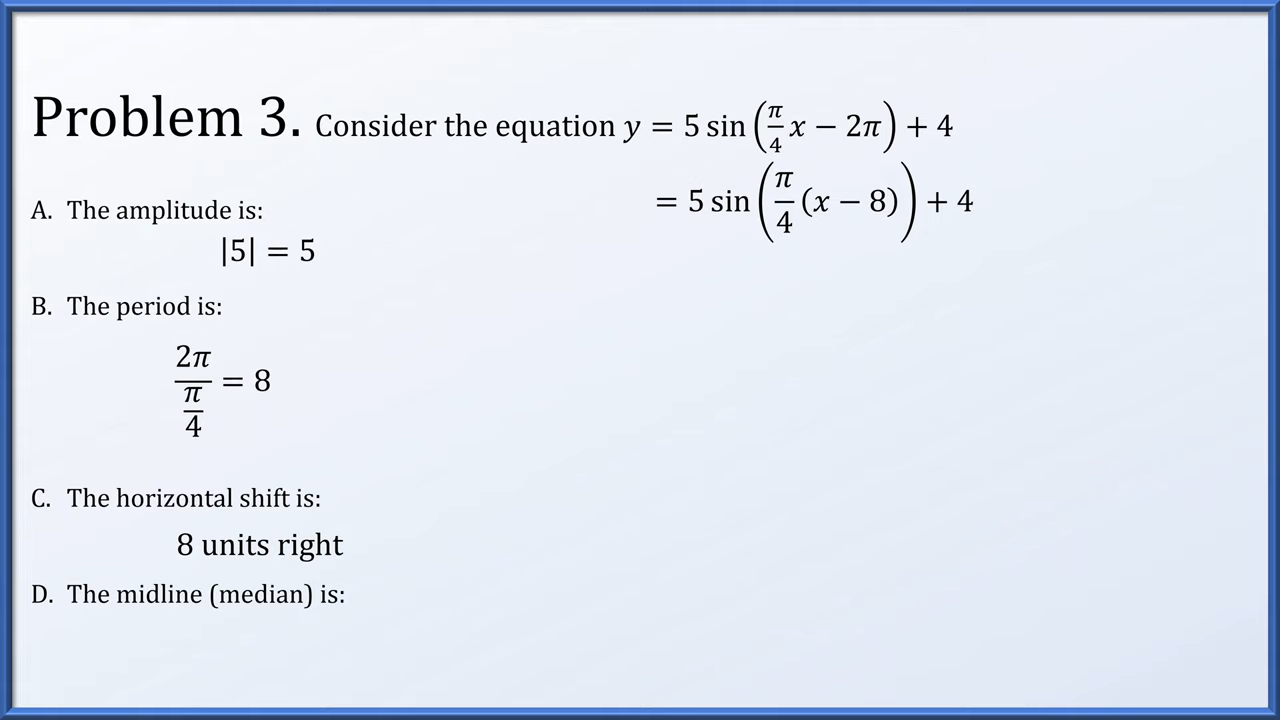 Problem 3. Consider the equation y = 5 sin(π/4 x − 2π) + 4
= 5 sin(π/4 (x − 8)) + 4
A. The amplitude is:
|5| = 5
B. The period is:
2π/(π/4) = 8
C. The horizontal shift is:
8 units right
D. The midline (median) is: